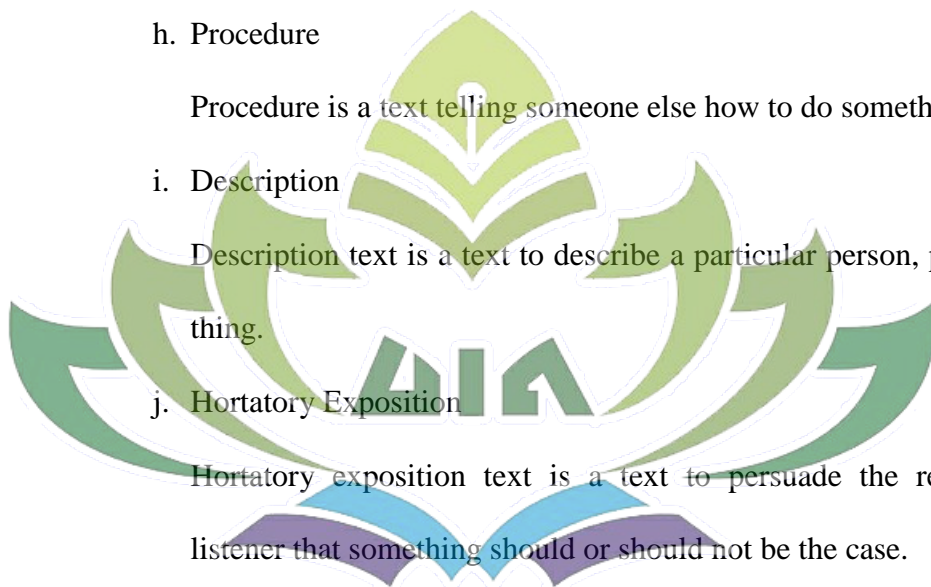 h. Procedure
Procedure is a text telling someone else how to do someth
i. Description
Description text is a text to describe a particular person, p
thing.
j. Hortatory Exposition
Hortatory exposition text is a text to persuade the re
listener that something should or should not be the case.